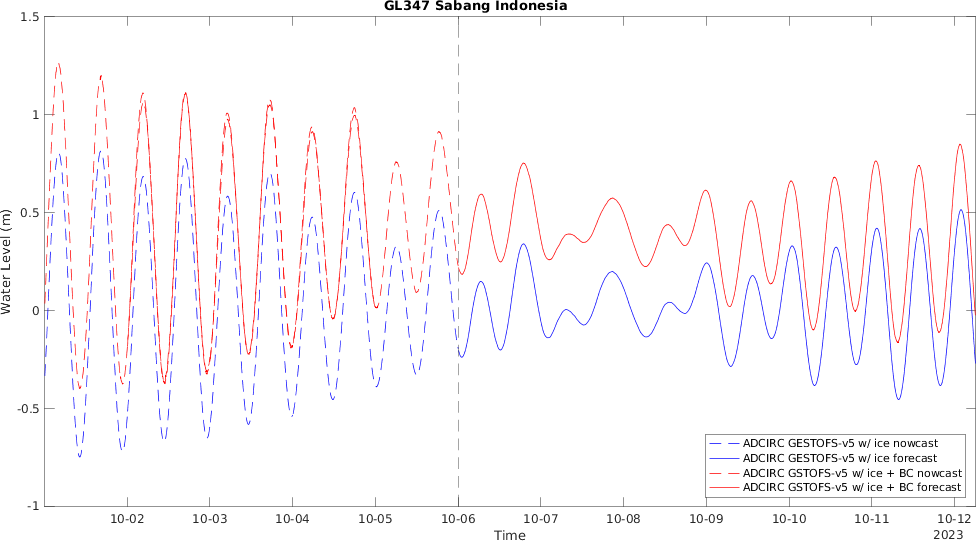 GL347 Sabang Indonesia
Water Level (m)
1.5
1
0.5
0
-0.5
-1
10-02 10-03 10-04 10-05 10-06 10-07 10-08 10-09 10-10 10-11 10-12
2023
Time
ADCIRC GESTOFS-v5 w/ ice nowcast
ADCIRC GESTOFS-v5 w/ ice forecast
ADCIRC GSTOFS-v5 w/ ice + BC nowcast
ADCIRC GSTOFS-v5 w/ ice + BC forecast